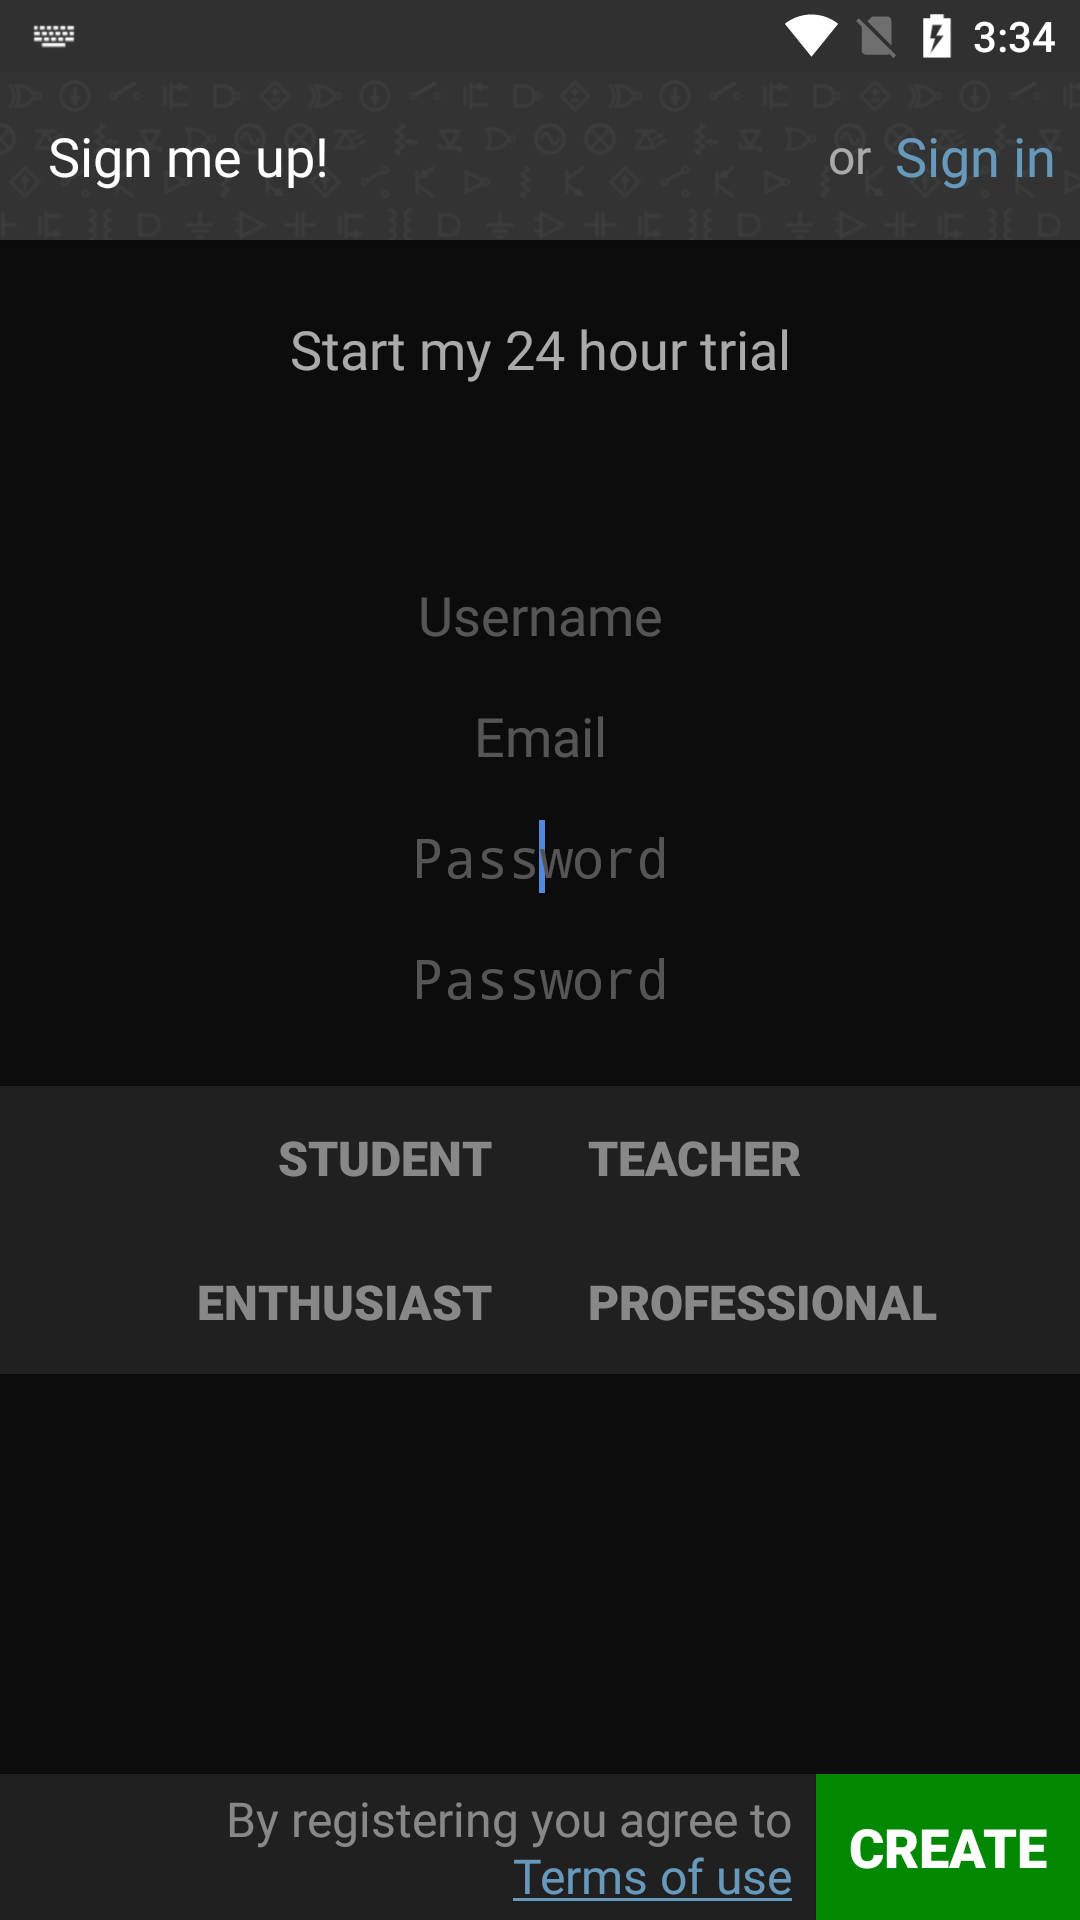 3:34
Sign me up! or Sign in
Start my 24 hour trial
Username
Email
Password
Password
STUDENT TEACHER
ENTHUSIAST PROFESSIONAL
By registering you agree to
Terms of use
CREATE